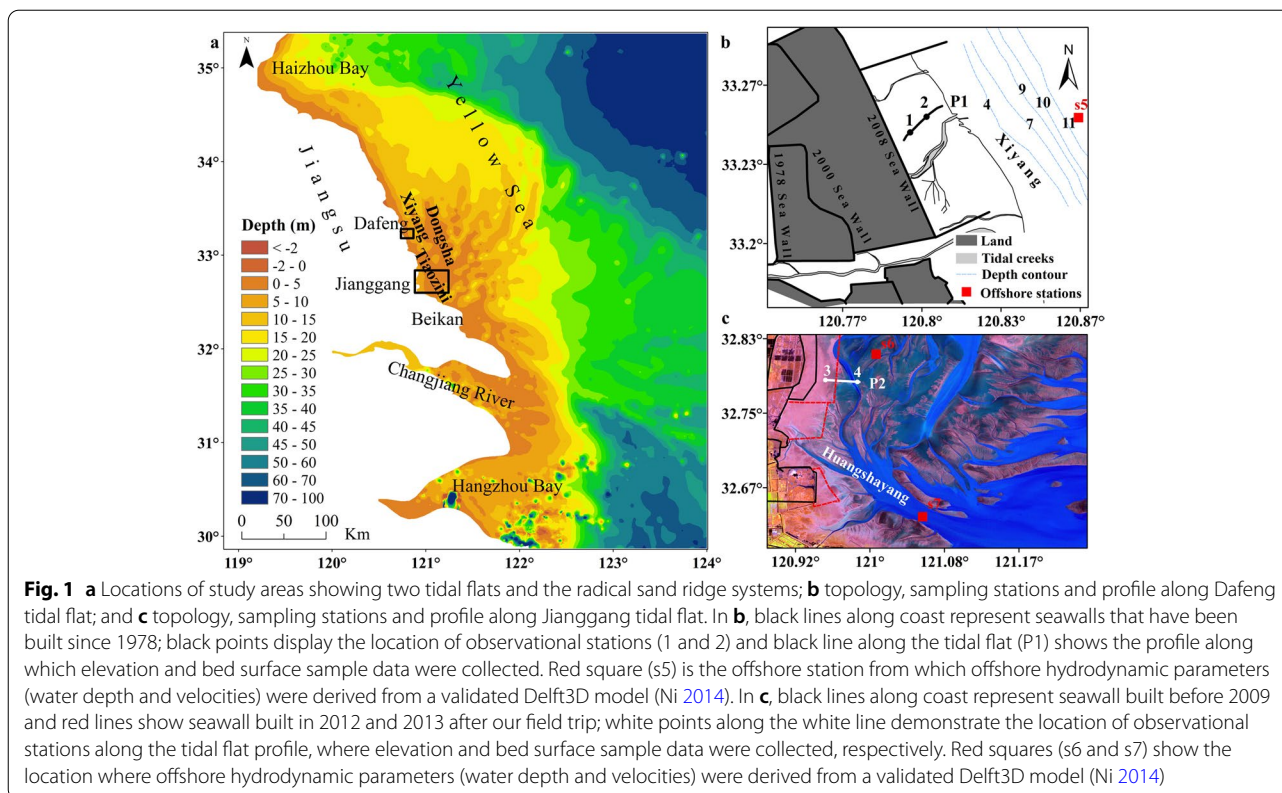 a
N
35°
Haizhou Bay
Yellow Sea
34°
Jiangsu
Xiyang
Dongsha
Depth (m)
Dafeng
< -2
33°
-2 - 0
Tiaozini
0 - 5
Jianggang
5 - 10
Beikan
10 - 15
15 - 20
32°
20 - 25
Changjiang River
25 - 30
30 - 35
35 - 40
40 - 45
31°
45 - 50
50 - 60
60 - 70
Hangzhou Bay
70 - 100
0 50 100
Km
30°
119° 120° 121° 122° 123° 124°
b
N
33.27°
9
10
s5
2
P1
4
1
7
11
2008 Sea Wall
33.23°
Xiyang
1978 Sea Wall
2000 Sea Wall
Land
33.2°
Tidal creeks
Depth contour
Offshore stations
120.77° 120.8° 120.83° 120.87°
c
32.83°
s6
3 4 P2
32.75°
Huangshayang
32.67°
120.92° 121° 121.08° 121.17°
Fig. 1 a Locations of study areas showing two tidal flats and the radical sand ridge systems; b topology, sampling stations and profile along Dafeng
tidal flat; and c topology, sampling stations and profile along Jianggang tidal flat. In b, black lines along coast represent seawalls that have been
built since 1978; black points display the location of observational stations (1 and 2) and black line along the tidal flat (P1) shows the profile along
which elevation and bed surface sample data were collected. Red square (s5) is the offshore station from which offshore hydrodynamic parameters
(water depth and velocities) were derived from a validated Delft3D model (Ni 2014). In c, black lines along coast represent seawall built before 2009
and red lines show seawall built in 2012 and 2013 after our field trip; white points along the white line demonstrate the location of observational
stations along the tidal flat profile, where elevation and bed surface sample data were collected, respectively. Red squares (s6 and s7) show the
location where offshore hydrodynamic parameters (water depth and velocities) were derived from a validated Delft3D model (Ni 2014)